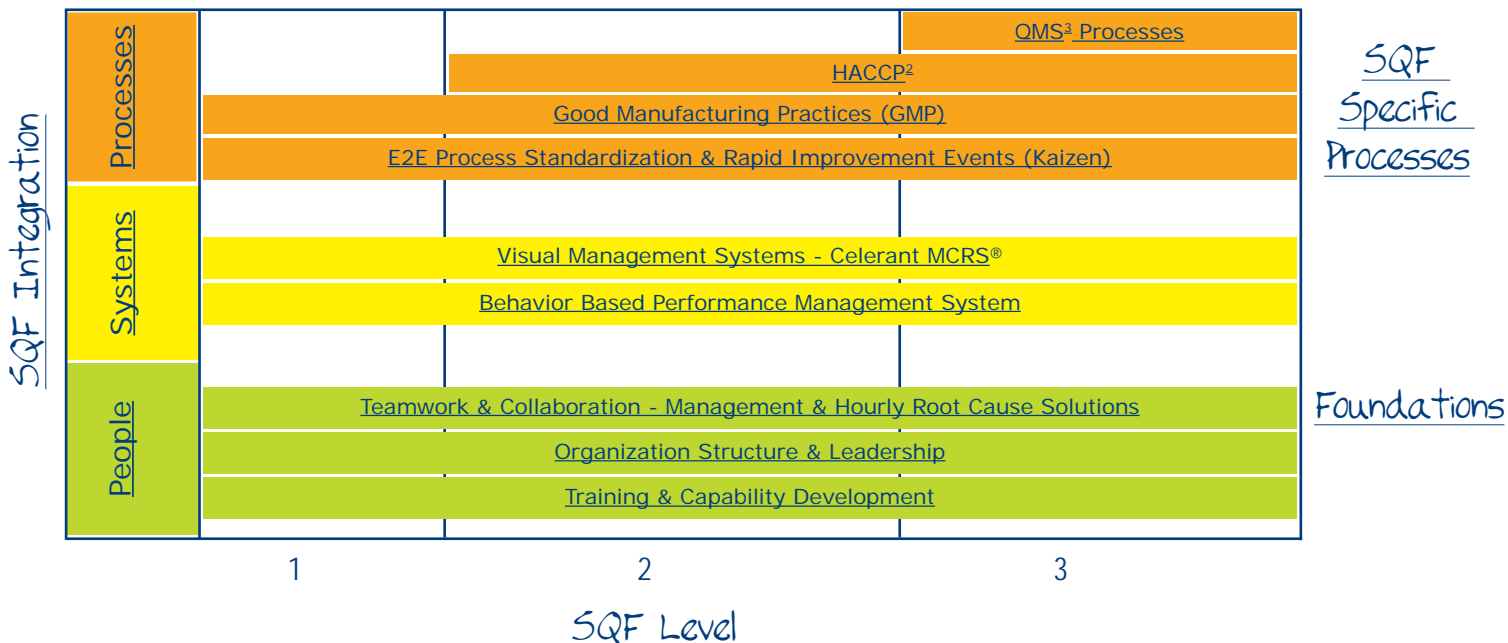 SQF Integration
Processes
QMS³ Processes
HACCP²
Good Manufacturing Practices (GMP)
E2E Process Standardization & Rapid Improvement Events (Kaizen)
SQF
Specific
Processes
Systems
Visual Management Systems - Celerant MCRS®
Behavior Based Performance Management System
People
Teamwork & Collaboration - Management & Hourly Root Cause Solutions
Organization Structure & Leadership
Training & Capability Development
Foundations
1 2 3
SQF Level